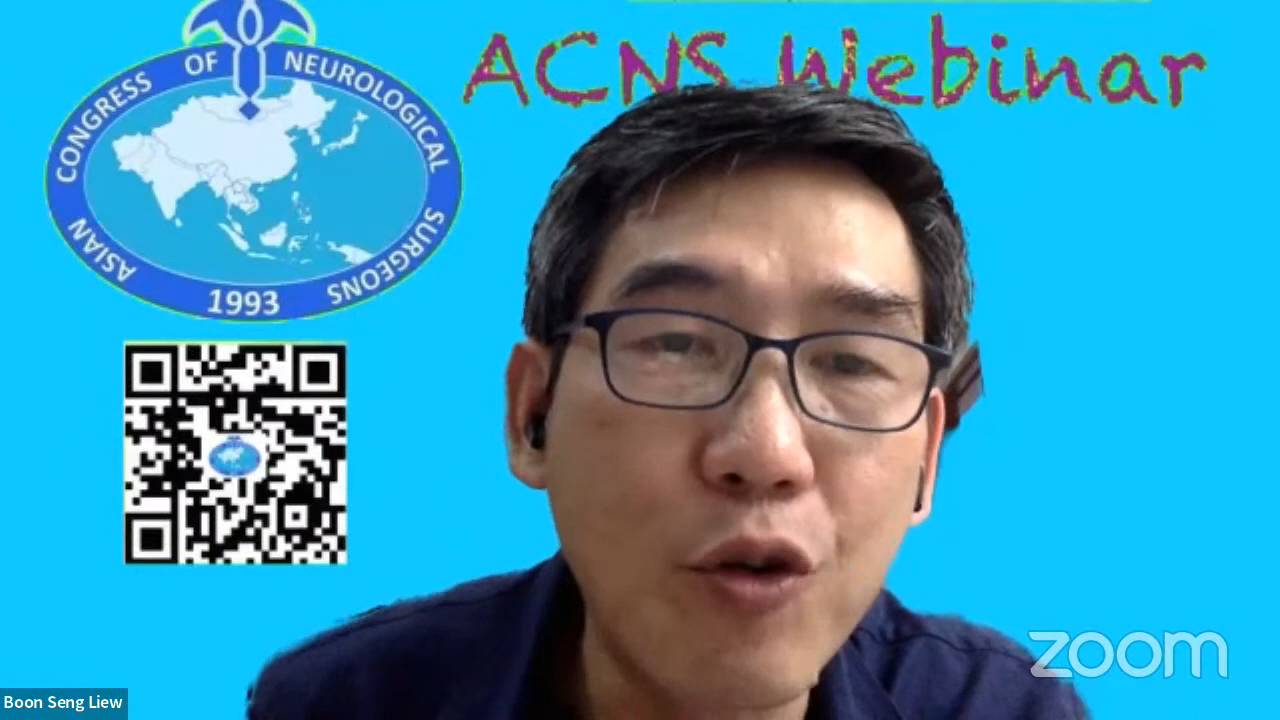 ACNS Webinar
ASIAN CONGRESS OF NEUROLOGICAL SURGEONS
1993
zoom
Boon Seng Liew